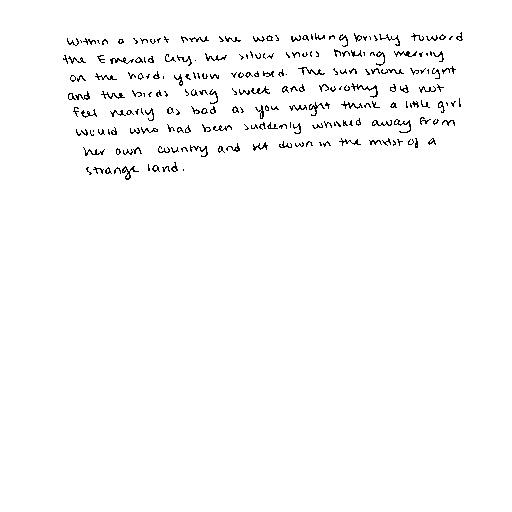 Within a short time she was walking briskly toward
the Emerald City, her silver shoes tinkling merrily
on the hard, yellow roadbed. The sun shone bright
and the birds sang sweet and Dorothy did not
feel nearly as bad as you might think a little girl
would who had been suddenly whisked away from
her own country and set down in the midst of a
strange land.